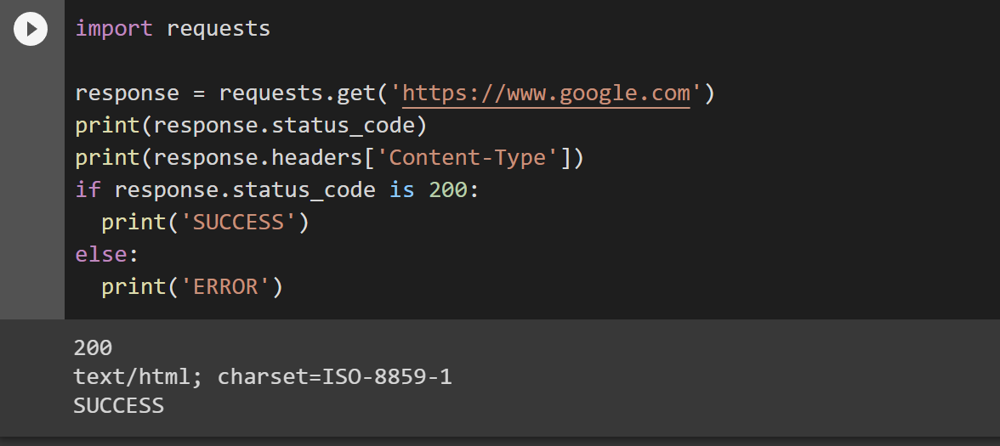 import requests

response = requests.get('https://www.google.com')
print(response.status_code)
print(response.headers['Content-Type'])
if response.status_code is 200:
  print('SUCCESS')
else:
  print('ERROR')
200
text/html; charset=ISO-8859-1
SUCCESS